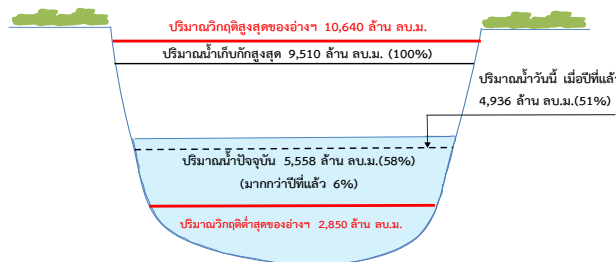 ปริมาณวิกฤติสูงสุดของอ่างฯ 10,640 ล้าน ลบ.ม.
ปริมาณน้ำเก็บกักสูงสุด 9,510 ล้าน ลบ.ม. (100%)
ปริมาณน้ำวันนี้ เมื่อปีที่แล้ว
4,936 ล้าน ลบ.ม.(51%)
ปริมาณน้ำปัจจุบัน 5,558 ล้าน ลบ.ม.(58%)
(มากกว่าปีที่แล้ว 6%)
ปริมาณวิกฤติต่ำสุดของอ่างฯ 2,850 ล้าน ลบ.ม.